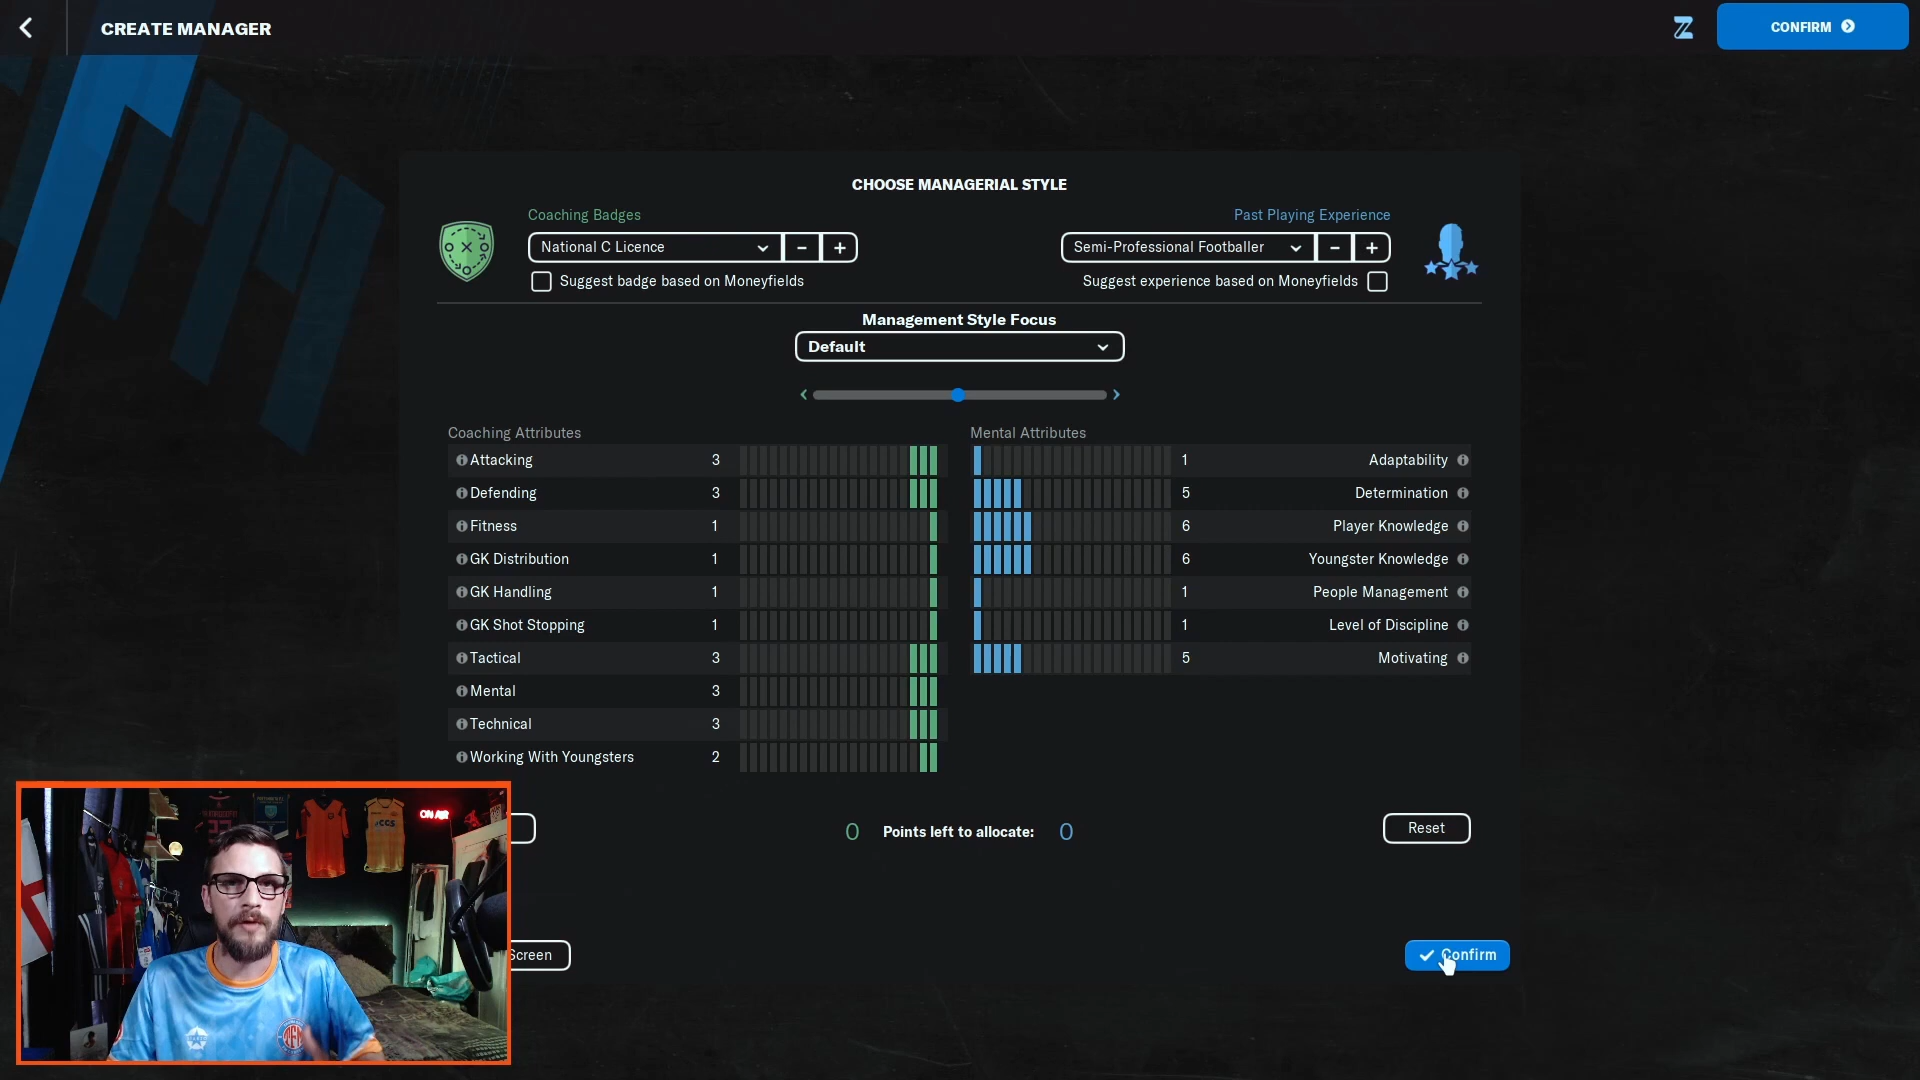 CREATE MANAGER
CONFIRM
CHOOSE MANAGERIAL STYLE
Coaching Badges
Past Playing Experience
National C Licence
- +
Semi-Professional Footballer
- +
Suggest badge based on Moneyfields
Suggest experience based on Moneyfields
Management Style Focus
Default
Coaching Attributes
Mental Attributes
Attacking 3
1 Adaptability
Defending 3
5 Determination
Fitness 1
6 Player Knowledge
GK Distribution 1
6 Youngster Knowledge
GK Handling 1
1 People Management
GK Shot Stopping 1
1 Level of Discipline
Tactical 3
5 Motivating
Mental 3
Technical 3
Working With Youngsters 2
0 Points left to allocate: 0
Reset
ON AIR
CCS
Screen
Confirm